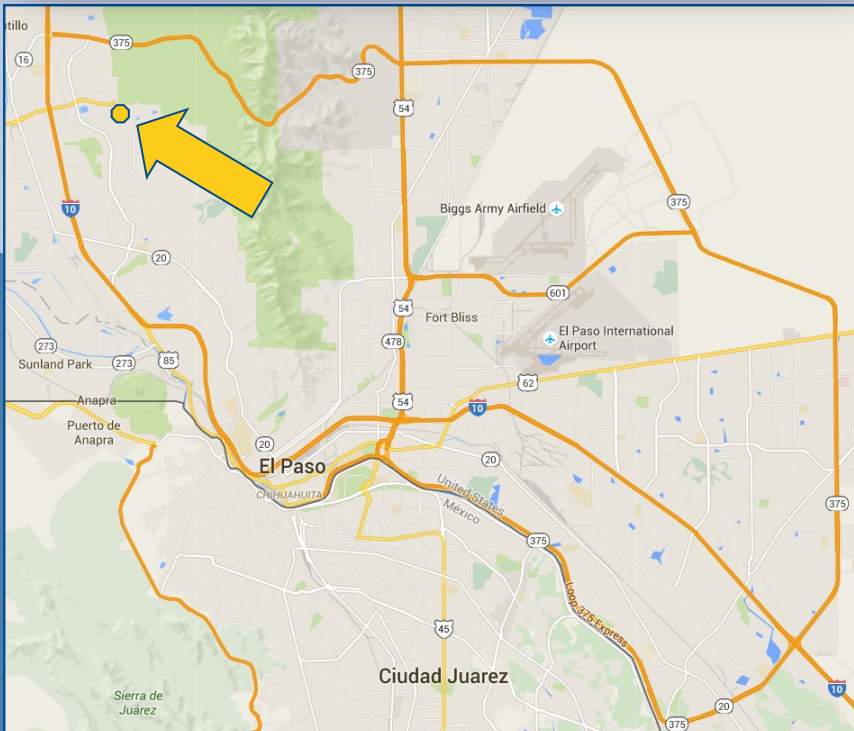 tillo
375
16
375
54
10
Biggs Army Airfield
375
20
601
54
Fort Bliss
El Paso International
Airport
478
273
85
273
Sunland Park
62
Anapra
54
10
Puerto de
Anapra
20
20
El Paso
CHIHUAHUITA
United States
México
375
375
Loop 375 Express
45
Ciudad Juarez
Sierra de
Juárez
10
20
375